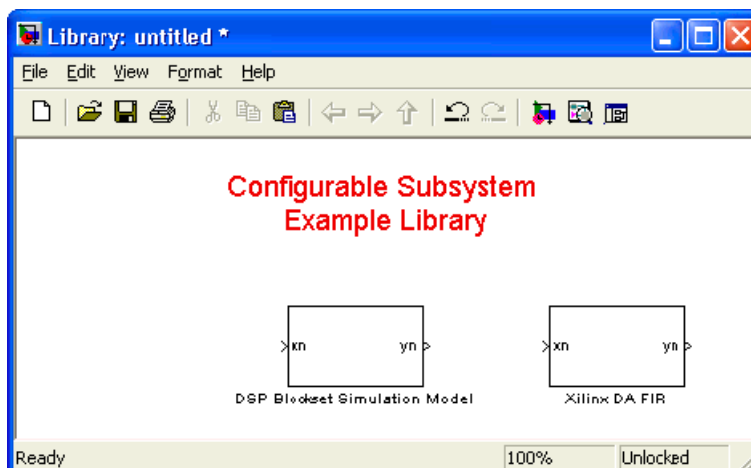 Library: untitled *
File Edit View Format Help
Configurable Subsystem
Example Library
xn yn xn yn
DSP Blockset Simulation Model Xilinx DA FIR
Ready 100% Unlocked